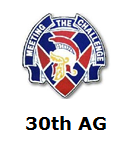 MEETING THE CHALLENGE
30th AG